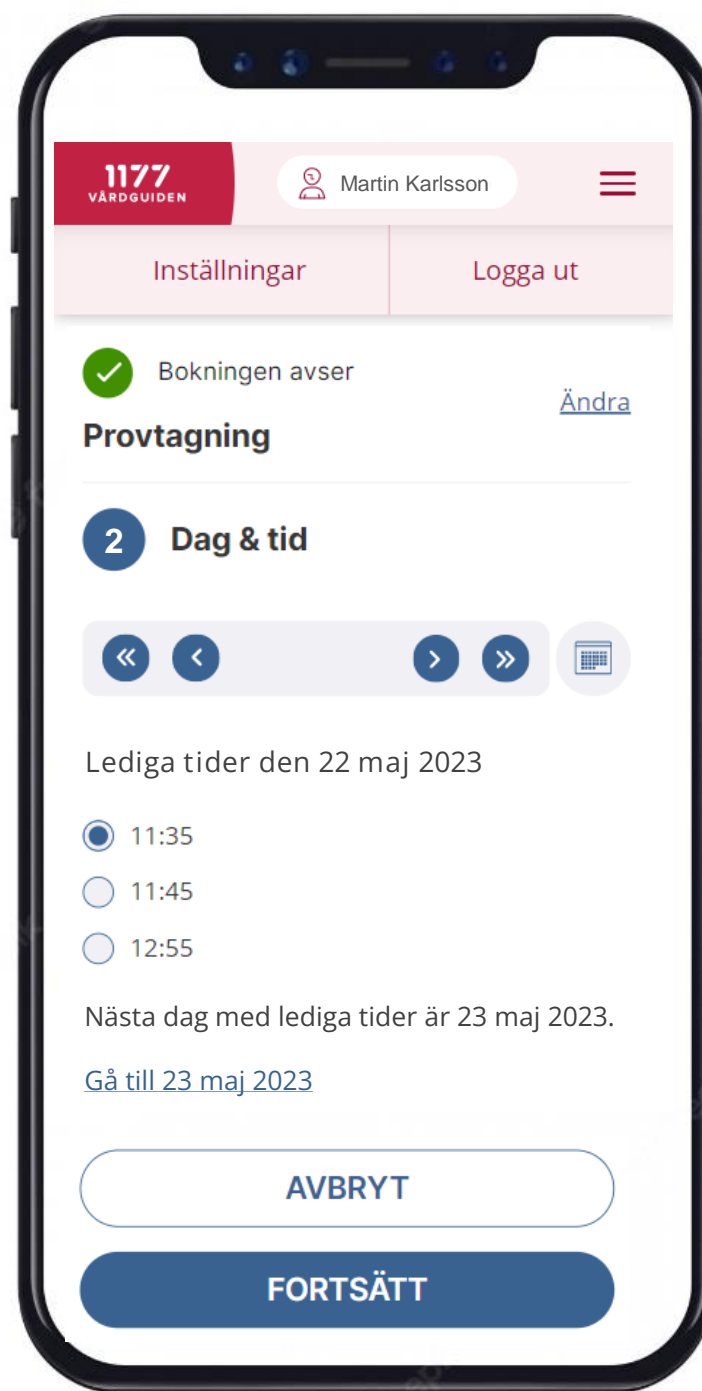 1177
VÅRDGUIDEN
Martin Karlsson
Inställningar
Logga ut
Bokningen avser
Ändra
Provtagning
2 Dag & tid
Lediga tider den 22 maj 2023
11:35
11:45
12:55
Nästa dag med lediga tider är 23 maj 2023.
Gå till 23 maj 2023
AVBRYT
FORTSÄTT